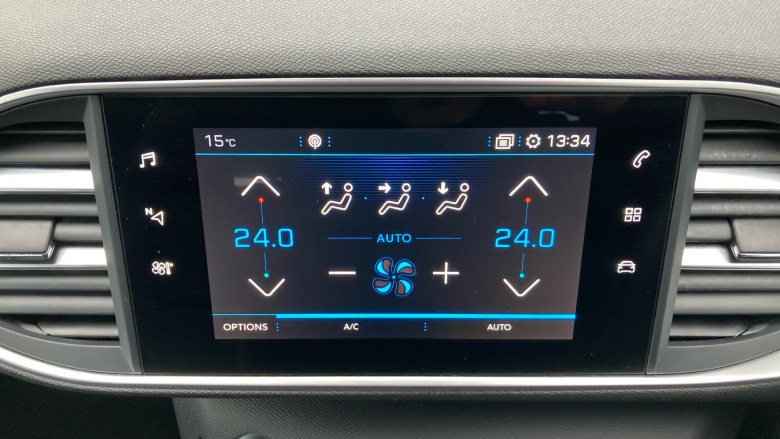 15°C 13:34
N
24.0 AUTO 24.0
OPTIONS A/C AUTO